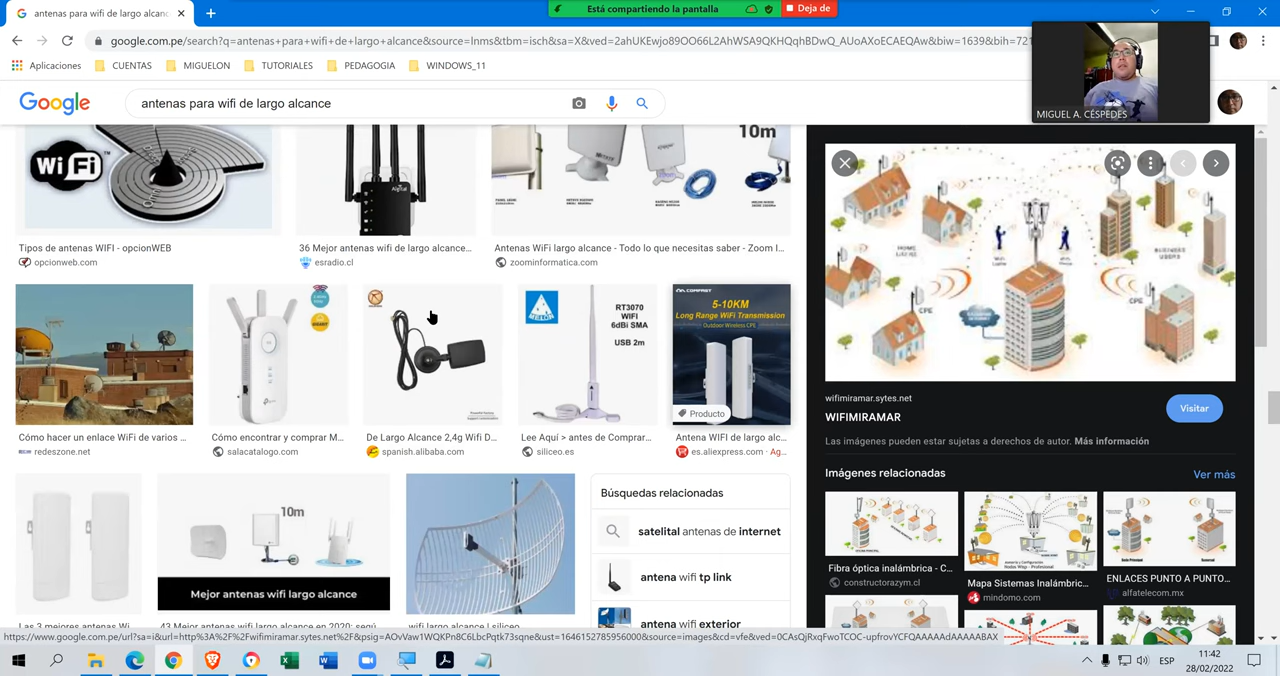 antenas para wifi de largo alcanc
Está compartiendo la pantalla
Deja de
google.com.pe/search?q=antenas+para+wifi+de+largo+alcance&source=lnms&tbm=isch&sa=X&ved=2ahUKEwjo89OO66L2AhWSA9QKHQqhBDwQ_AUoAXoECAEQAw&biw=1639&bih=721
Aplicaciones
CUENTAS
MIGUELON
TUTORIALES
PEDAGOGIA
WINDOWS_11
MIGUEL A. CÉSPEDES
Google
antenas para wifi de largo alcance
WiFi
10m
Tipos de antenas WIFI - opcionWEB
opcionweb.com
36 Mejor antenas wifi de largo alcance...
esradio.cl
Antenas WiFi largo alcance - Todo lo que necesitas saber - Zoom I...
zoominformatica.com
RT3070
WIFI
6dBi SMA
USB 2m
COMFAST
5-10KM
Long Range WiFi Transmission
Outdoor Wireless CPE
Producto
Cómo hacer un enlace WiFi de varios ...
redeszone.net
Cómo encontrar y comprar M...
salacatalogo.com
De Largo Alcance 2,4g Wifi D...
spanish.alibaba.com
Lee Aquí > antes de Comprar...
siliceo.es
Antena WIFI de largo alc...
es.aliexpress.com · Ag...
10m
Mejor antenas wifi largo alcance
Búsquedas relacionadas
satelital antenas de internet
antena wifi tp link
antena wifi exterior
Las 3 mejores antenas Wi
43 Mejor antenas wifi largo alcance en 2020: segú
wifi largo alcance | siliceo
CPE
CPE
wifimiramar.sytes.net
WIFIMIRAMAR
Visitar
Las imágenes pueden estar sujetas a derechos de autor. Más información
Imágenes relacionadas
Ver más
Fibra óptica inalámbrica - C...
constructorazym.cl
Mapa Sistemas Inalámbric...
mindomo.com
ENLACES PUNTO A PUNTO...
alfatelecom.mx
https://www.google.com.pe/url?sa=i&url=http%3A%2F%2Fwifimiramar.sytes.net%2F&psig=AOvVaw1WQKPn8C6LbcPqtk73sqne&ust=1646152785956000&source=images&cd=vfe&ved=0CAsQjRxqFwoTCOC-upfrovYCFQAAAAAdAAAAABAX
ESP
11:42
28/02/2022